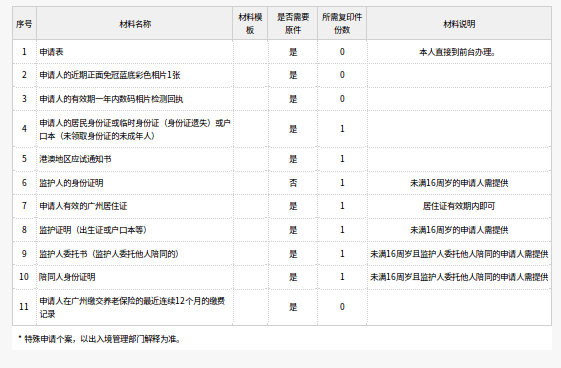 序号 材料名称 材料模板 是否需要原件 所需复印件份数 材料说明
1 申请表 是 0 本人直接到前台办理。
2 申请人的近期正面免冠蓝底彩色相片1张 是 0
3 申请人的有效期一年内数码相片检测回执 是 0
4 申请人的居民身份证或临时身份证（身份证遗失）或户口本（未领取身份证的未成年人） 是 1
5 港澳地区应试通知书 是 1
6 监护人的身份证明 否 1 未满16周岁的申请人需提供
7 申请人有效的广州居住证 是 1 居住证有效期内即可
8 监护证明（出生证或户口本等） 是 1 未满16周岁的申请人需提供
9 监护人委托书（监护人委托他人陪同的） 是 1 未满16周岁且监护人委托他人陪同的申请人需提供
10 陪同人身份证明 是 1 未满16周岁且监护人委托他人陪同的申请人需提供
11 申请人在广州缴交养老保险的最近连续12个月的缴费记录 是 0
* 特殊申请个案，以出入境管理部门解释为准。